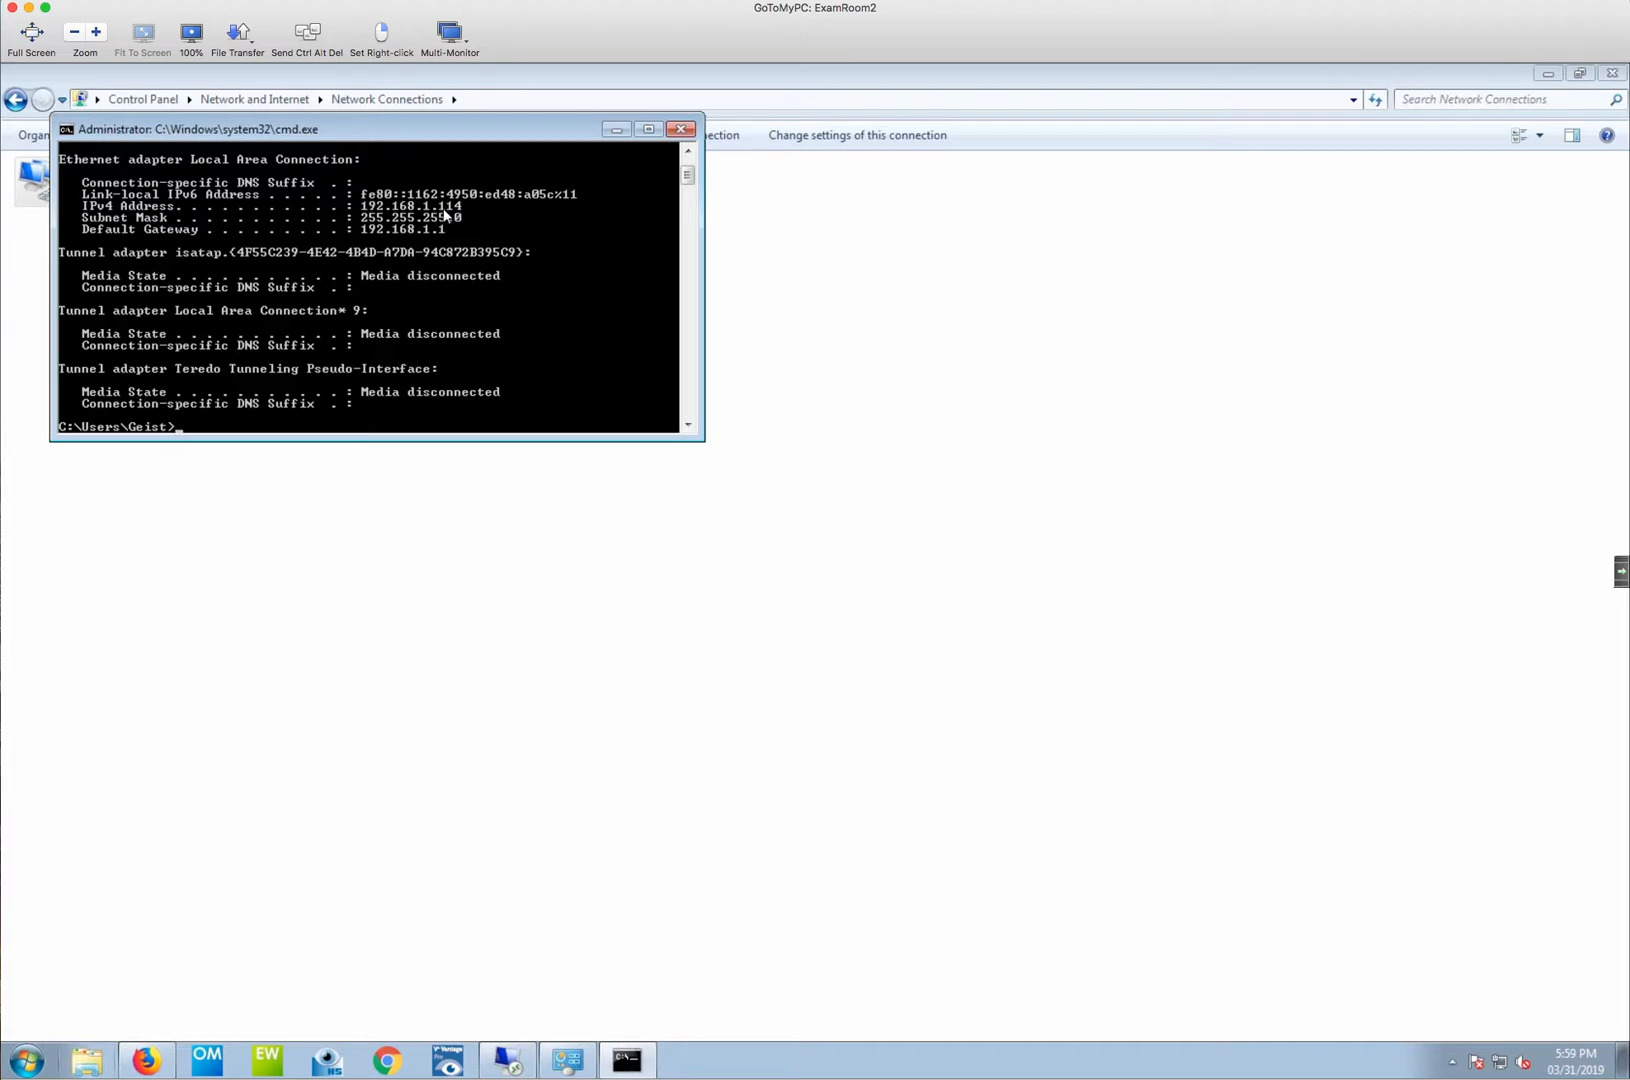 GoToMyPC: ExamRoom2
Full Screen Zoom Fit To Screen 100% File Transfer Send Ctrl Alt Del Set Right-click Multi-Monitor
Control Panel Network and Internet Network Connections
Search Network Connections
Organ
Administrator: C:\Windows\system32\cmd.exe
ection
Change settings of this connection
Ethernet adapter Local Area Connection:
Connection-specific DNS Suffix . :
Link-local IPv6 Address . . . . . : fe80::1162:4950:ed48:a05c%11
IPv4 Address. . . . . . . . . . . : 192.168.1.114
Subnet Mask . . . . . . . . . . . : 255.255.255.0
Default Gateway . . . . . . . . . : 192.168.1.1
Tunnel adapter isatap.{4F55C239-4E42-4B4D-A7DA-94C872B395C9}:
Media State . . . . . . . . . . . : Media disconnected
Connection-specific DNS Suffix . :
Tunnel adapter Local Area Connection* 9:
Media State . . . . . . . . . . . : Media disconnected
Connection-specific DNS Suffix . :
Tunnel adapter Teredo Tunneling Pseudo-Interface:
Media State . . . . . . . . . . . : Media disconnected
Connection-specific DNS Suffix . :
C:\Users\Geist>_
OM
EW
5:59 PM
03/31/2019